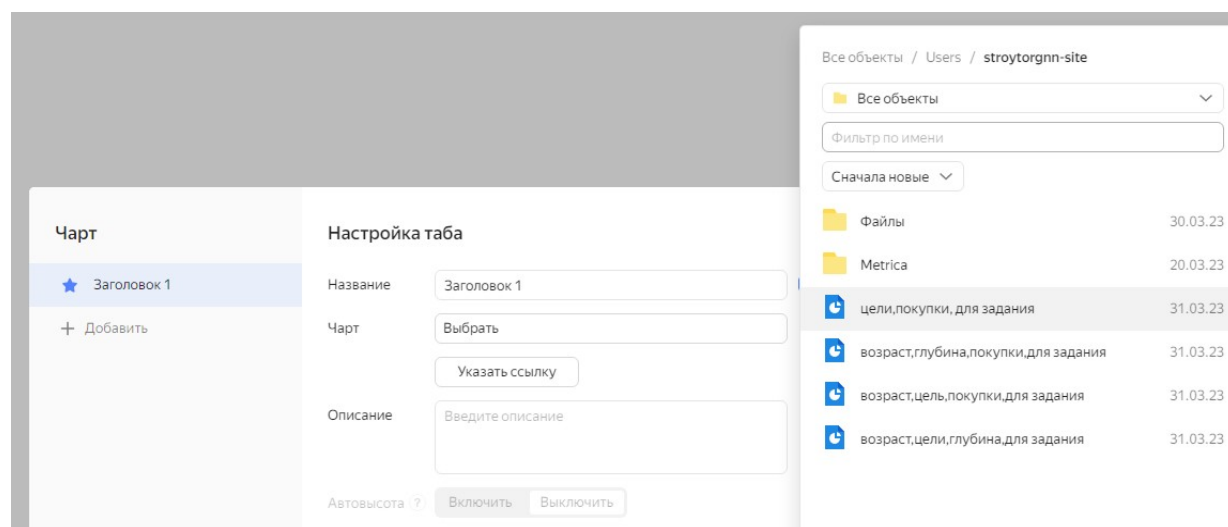 Все объекты / Users / stroytorgnn-site
Все объекты
Фильтр по имени
Сначала новые
Файлы 30.03.23
Metrica 20.03.23
цели,покупки, для задания 31.03.23
возраст,глубина,покупки,для задания 31.03.23
возраст,цель,покупки,для задания 31.03.23
возраст,цели,глубина,для задания 31.03.23
Чарт
Заголовок 1
+ Добавить
Настройка таба
Название Заголовок 1
Чарт Выбрать
Указать ссылку
Описание Введите описание
Автовысота ? Включить Выключить